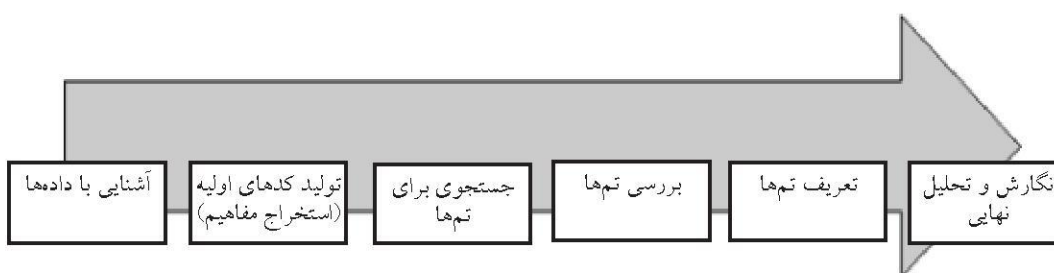 آشنایی با داده‌ها
تولید کدهای اولیه
(استخراج مفاهیم)
جستجوی برای
تم‌ها
بررسی تم‌ها
تعریف تم‌ها
نگارش و تحلیل
نهایی